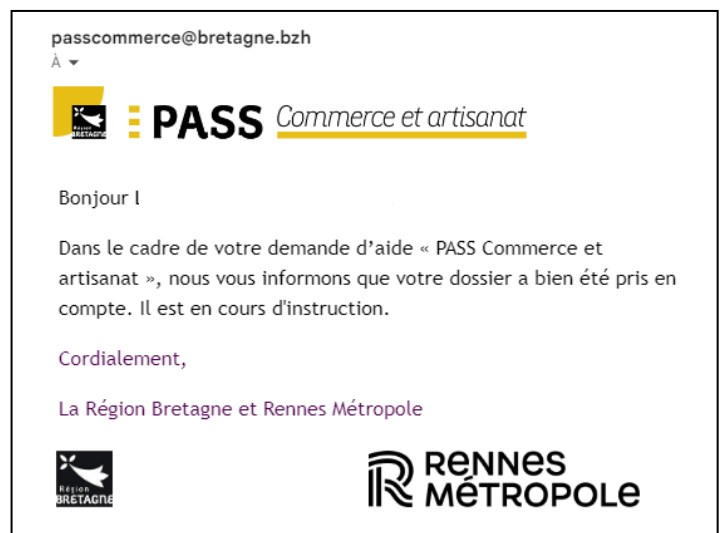 passcommerce@bretagne.bzh
À
Région
BRETAGNE
PASS Commerce et artisanat
Bonjour l
Dans le cadre de votre demande d’aide « PASS Commerce et
artisanat », nous vous informons que votre dossier a bien été pris en
compte. Il est en cours d'instruction.
Cordialement,
La Région Bretagne et Rennes Métropole
Région
BRETAGNE
RENNES
MÉTROPOLE